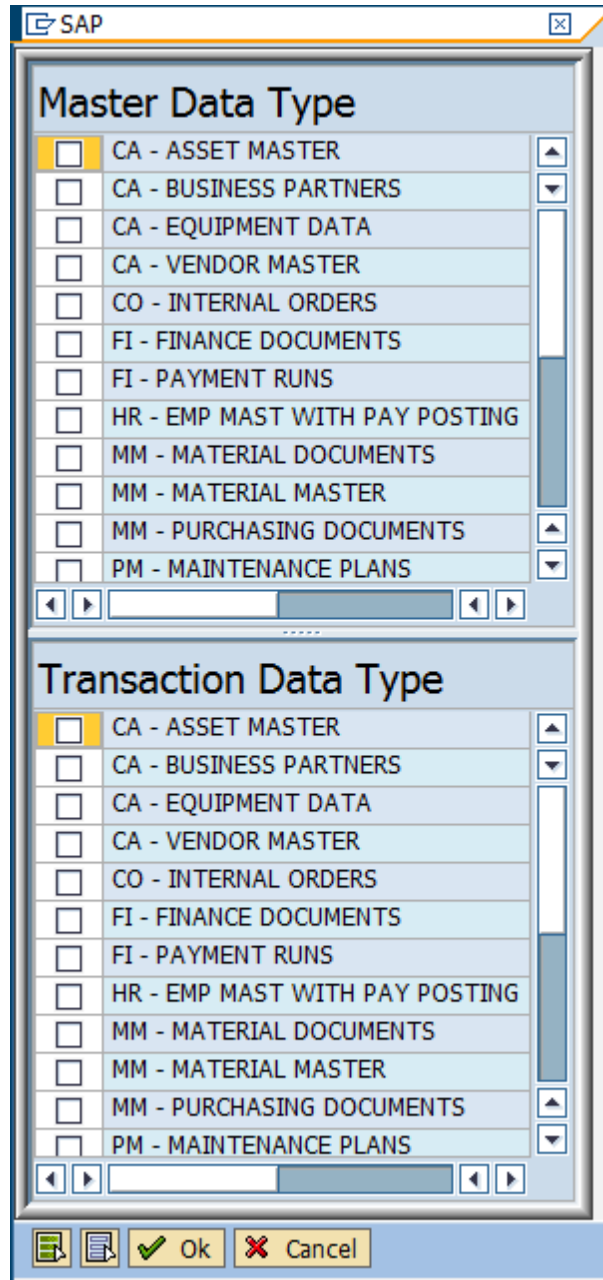 SAP
Master Data Type
CA - ASSET MASTER
CA - BUSINESS PARTNERS
CA - EQUIPMENT DATA
CA - VENDOR MASTER
CO - INTERNAL ORDERS
FI - FINANCE DOCUMENTS
FI - PAYMENT RUNS
HR - EMP MAST WITH PAY POSTING
MM - MATERIAL DOCUMENTS
MM - MATERIAL MASTER
MM - PURCHASING DOCUMENTS
PM - MAINTENANCE PLANS
Transaction Data Type
CA - ASSET MASTER
CA - BUSINESS PARTNERS
CA - EQUIPMENT DATA
CA - VENDOR MASTER
CO - INTERNAL ORDERS
FI - FINANCE DOCUMENTS
FI - PAYMENT RUNS
HR - EMP MAST WITH PAY POSTING
MM - MATERIAL DOCUMENTS
MM - MATERIAL MASTER
MM - PURCHASING DOCUMENTS
PM - MAINTENANCE PLANS
Ok Cancel